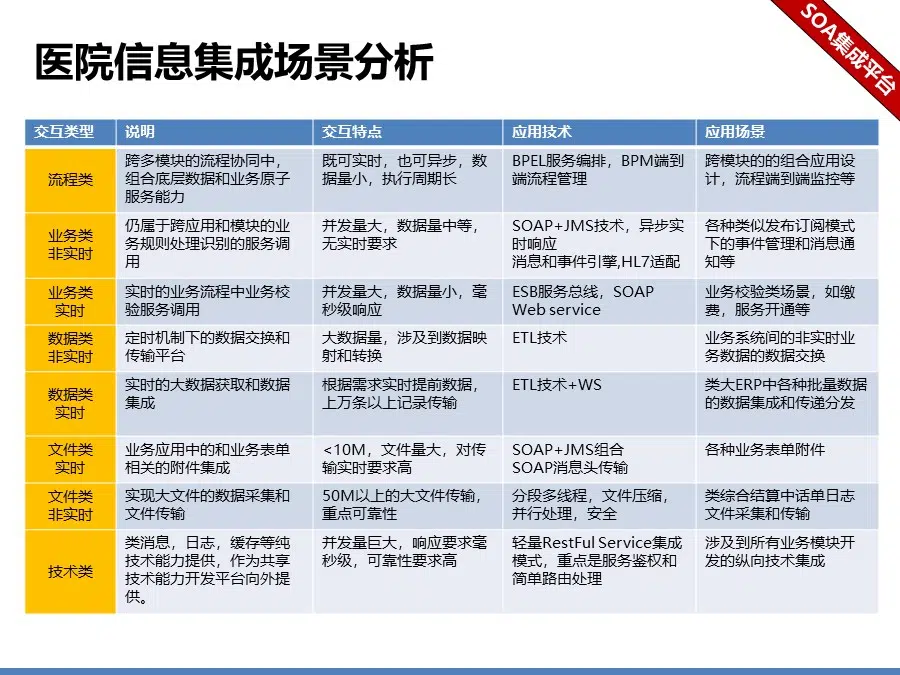 SOA集成平台
医院信息集成场景分析
交互类型 说明 交互特点 应用技术 应用场景
流程类
跨多模块的流程协同中，
组合底层数据和业务原子
服务能力
既可实时，也可异步，数
据量小，执行周期长
BPEL服务编排，BPM端到
端流程管理
跨模块的的组合应用设
计，流程端到端监控等
业务类
非实时
仍属于跨应用和模块的业
务规则处理识别的服务调
用
并发量大，数据量中等，
无实时要求
SOAP+JMS技术，异步实
时响应
消息和事件引擎,HL7适配
各种类似发布订阅模式
下的事件管理和消息通
知等
业务类
实时
实时的业务流程中业务校
验服务调用
并发量大，数据量小，毫
秒级响应
ESB服务总线，SOAP
Web service
业务校验类场景，如缴
费，服务开通等
数据类
非实时
定时机制下的数据交换和
传输平台
大数据量，涉及到数据映
射和转换
ETL技术
业务系统间的非实时业
务数据的数据交换
数据类
实时
实时的大数据获取和数据
集成
根据需求实时提前数据，
上万条以上记录传输
ETL技术+WS
类大ERP中各种批量数据
的数据集成和传递分发
文件类
实时
业务应用中的和业务表单
相关的附件集成
<10M，文件量大，对传
输实时要求高
SOAP+JMS组合
SOAP消息头传输
各种业务表单附件
文件类
非实时
实现大文件的数据采集和
文件传输
50M以上的大文件传输，
重点可靠性
分段多线程，文件压缩，
并行处理，安全
类综合结算中话单日志
文件采集和传输
技术类
类消息，日志，缓存等纯
技术能力提供，作为共享
技术能力开发平台向外提
供。
并发量巨大，响应要求毫
秒级，可靠性要求高
轻量RestFul Service集成
模式，重点是服务鉴权和
简单路由处理
涉及到所有业务模块开
发的纵向技术集成